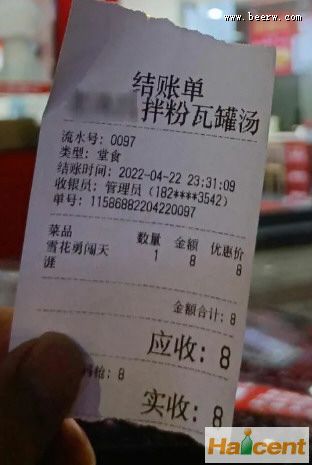 www.beerw.com
结账单
拌粉瓦罐汤
流水号: 0097
类型: 堂食
结账时间: 2022-04-22 23:31:09
收银员: 管理员 (182****3542)
单号: 11586882204220097
菜品 数量 金额 优惠价
雪花勇闯天 1 8 8
涯
金额合计: 8
应收: 8
枪: 8
实收: 8
Haicent